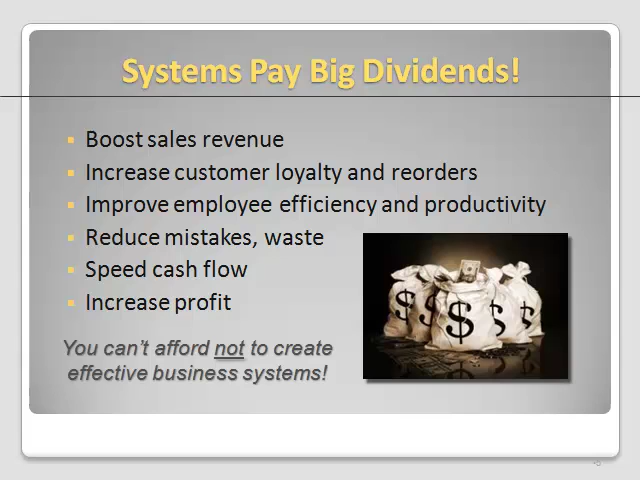 Systems Pay Big Dividends!
Boost sales revenue
Increase customer loyalty and reorders
Improve employee efficiency and productivity
Reduce mistakes, waste
Speed cash flow
Increase profit
$ $ $ $ $
You can't afford not to create
effective business systems!